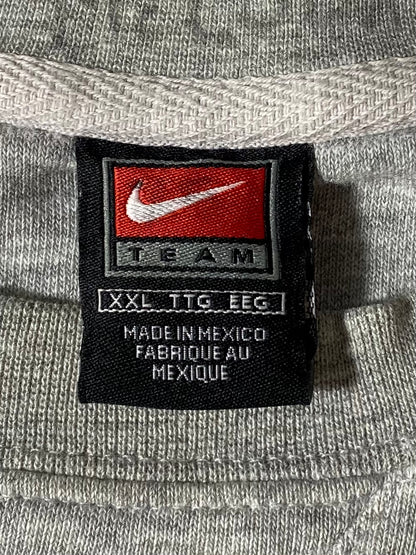 TEAM
XXL TTG EEG
MADE IN MEXICO
FABRIQUE AU
MEXIQUE